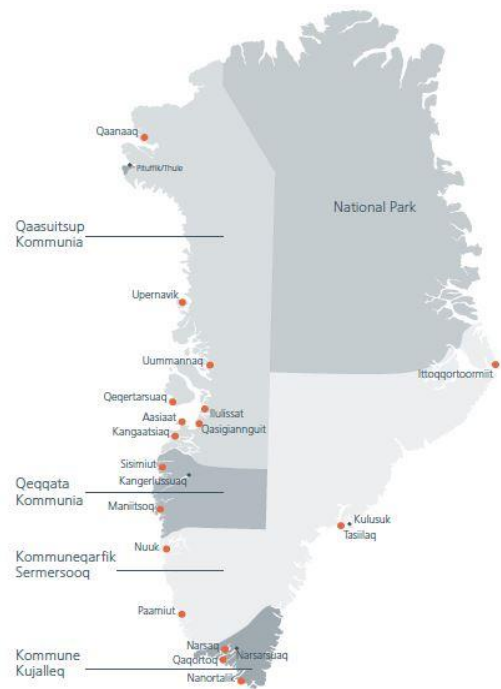 Qaanaaq
Pituffik/Thule
National Park
Qaasuitsup
Kommunia
Upernavik
Uummannaq
Ittoqqortoormiit
Qeqertarsuaq
Ilulissat
Aasiaat
Qasigiannguit
Kangaatsiaq
Sisimiut
Kangerlussuaq
Qeqqata
Kommunia
Maniitsoq
Kulusuk
Tasiilaq
Nuuk
Kommuneqarfik
Sermersooq
Paamiut
Narsaq
Narsarsuaq
Qaqortoq
Kommune
Kujalleq
Nanortalik